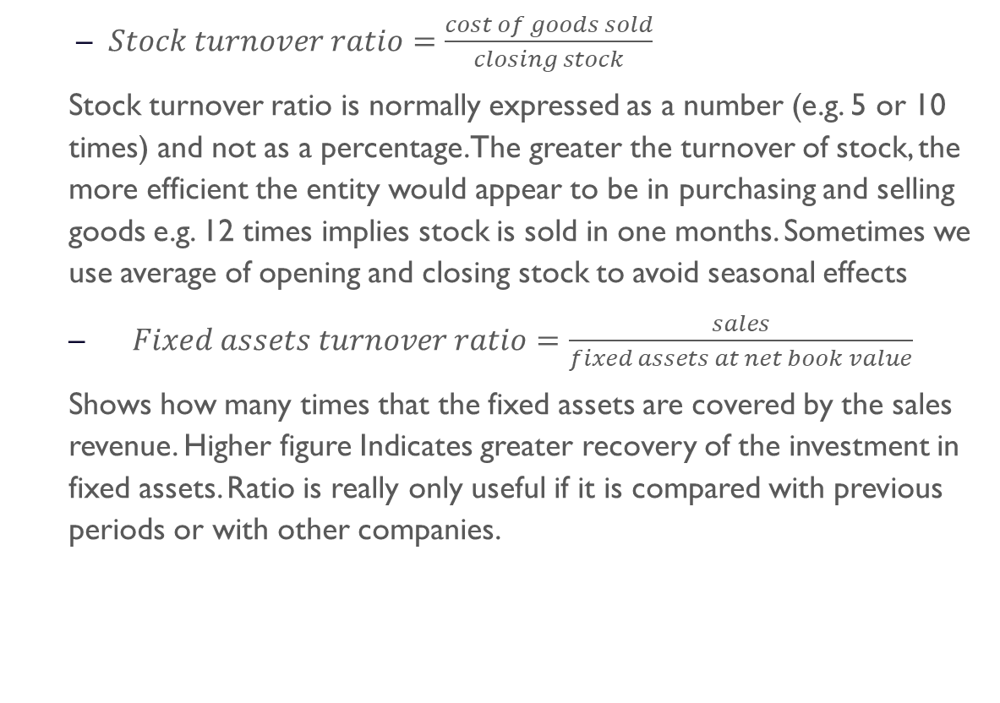 – Stock turnover ratio = cost of goods sold / closing stock
Stock turnover ratio is normally expressed as a number (e.g. 5 or 10
times) and not as a percentage. The greater the turnover of stock, the
more efficient the entity would appear to be in purchasing and selling
goods e.g. 12 times implies stock is sold in one months. Sometimes we
use average of opening and closing stock to avoid seasonal effects
– Fixed assets turnover ratio = sales / fixed assets at net book value
Shows how many times that the fixed assets are covered by the sales
revenue. Higher figure Indicates greater recovery of the investment in
fixed assets. Ratio is really only useful if it is compared with previous
periods or with other companies.